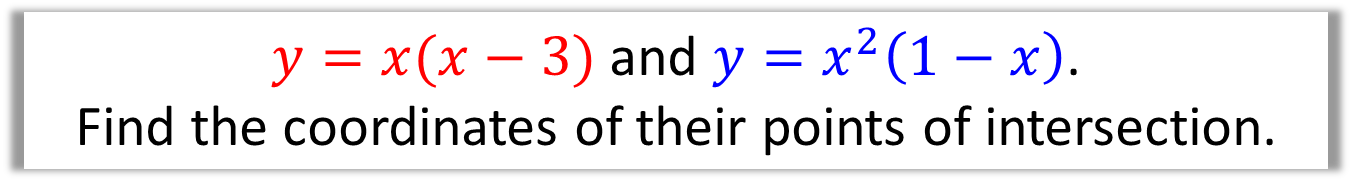 y = x(x − 3) and y = x²(1 − x).
Find the coordinates of their points of intersection.